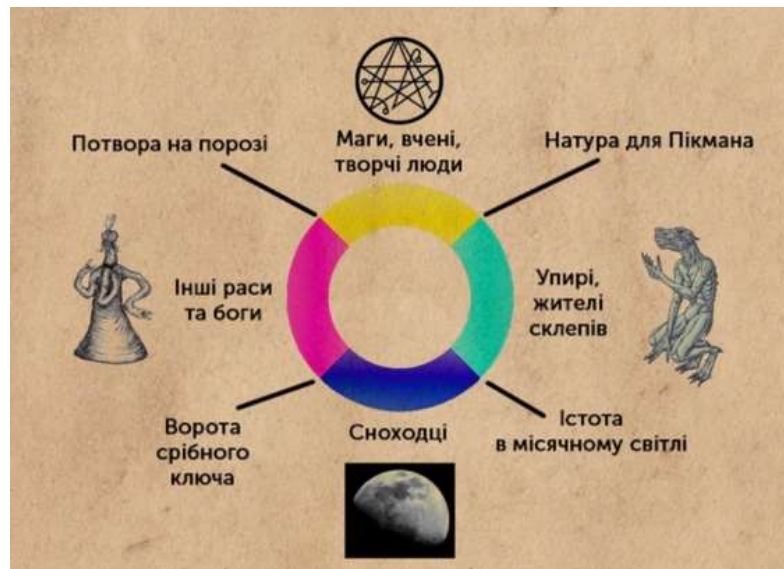 Маги, вчені,
творчі люди
Потвора на порозі
Натура для Пікмана
Інші раси
та боги
Упирі,
жителі
склепів
Ворота
срібного
ключа
Сноходці
Істота
в місячному світлі